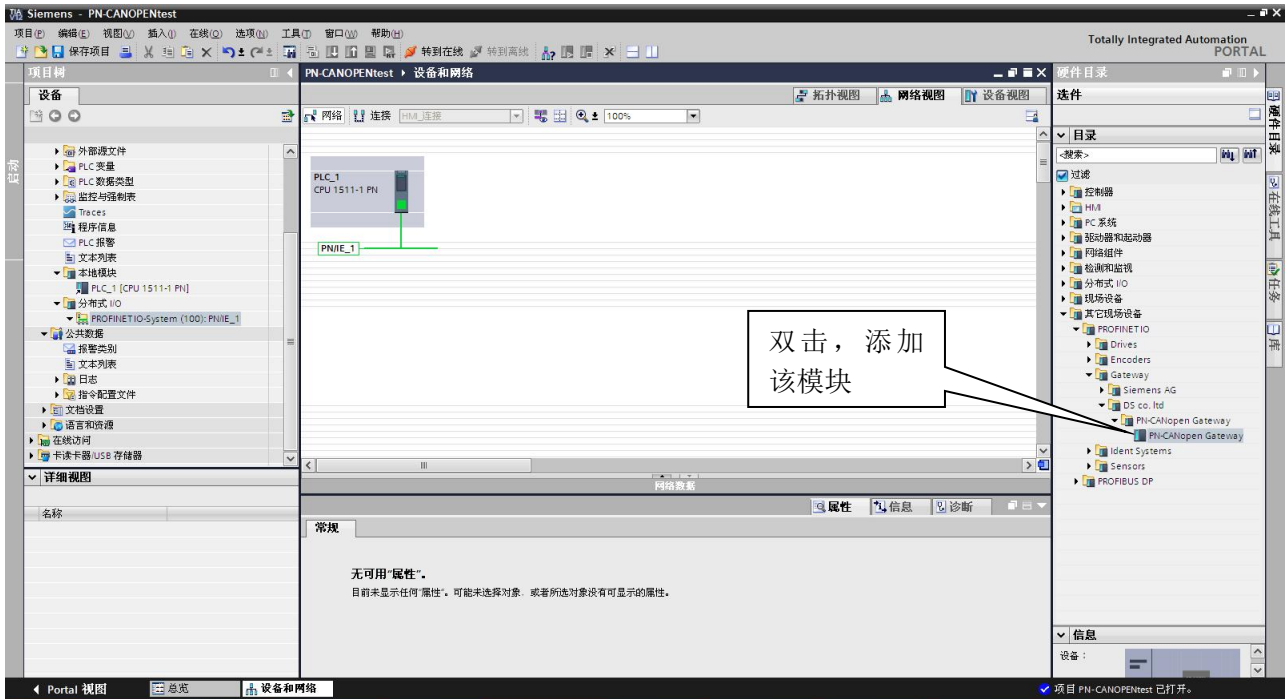 Siemens - PN-CANOPENtest
项目(P) 编辑(E) 视图(V) 插入(I) 在线(O) 选项(N) 工具(T) 窗口(W) 帮助(H)
Totally Integrated Automation
PORTAL
保存项目 转到在线 转到离线
项目树
PN-CANOPENtest ▸ 设备和网络
硬件目录
设备
拓扑视图 网络视图 设备视图
选件
网络 连接 HMI_连接 100%
外部源文件
PLC 变量
PLC 数据类型
监控与强制表
Traces
程序信息
PLC 报警
文本列表
本地模块
PLC_1 [CPU 1511-1 PN]
分布式 I/O
PROFINET IO-System (100): PN/IE_1
公共数据
报警类别
文本列表
日志
指令配置文件
文档设置
语言和资源
在线访问
读卡器/USB 存储器
详细视图
名称
启动
PLC_1
CPU 1511-1 PN
PN/IE_1
双击，添加
该模块
网络数据
属性 信息 诊断
常规
无可用"属性"。
目前未显示任何"属性"。可能未选择对象，或者所选对象没有可显示的属性。
目录
<搜索>
过滤
控制器
HMI
PC 系统
驱动器和起动器
网络组件
检测和监视
分布式 I/O
现场设备
其它现场设备
PROFINET IO
Drives
Encoders
Gateway
Siemens AG
DS co. ltd
PN-CANopen Gateway
PN-CANopen Gateway
Ident Systems
Sensors
PROFIBUS DP
信息
设备：
硬件目录
在线工具
任务
库
Portal 视图 总览 设备和网络
项目 PN-CANOPENtest 已打开。